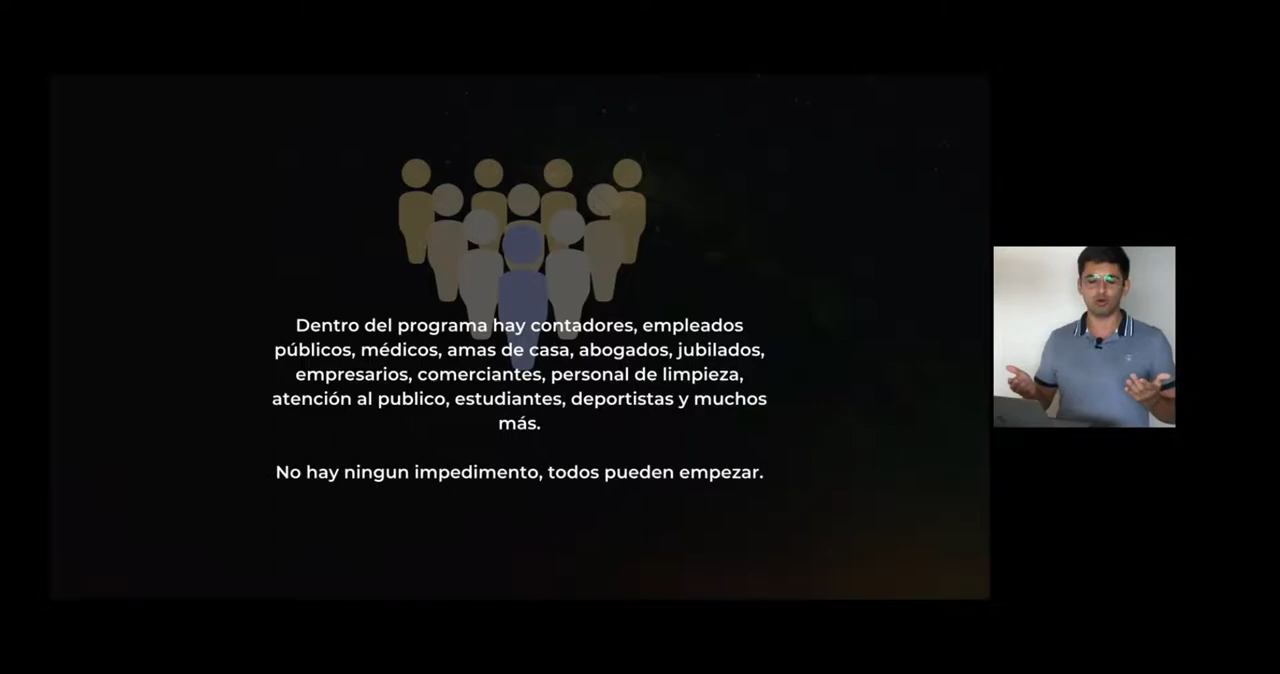 Dentro del programa hay contadores, empleados
públicos, médicos, amas de casa, abogados, jubilados,
empresarios, comerciantes, personal de limpieza,
atención al publico, estudiantes, deportistas y muchos
más.
No hay ningun impedimento, todos pueden empezar.